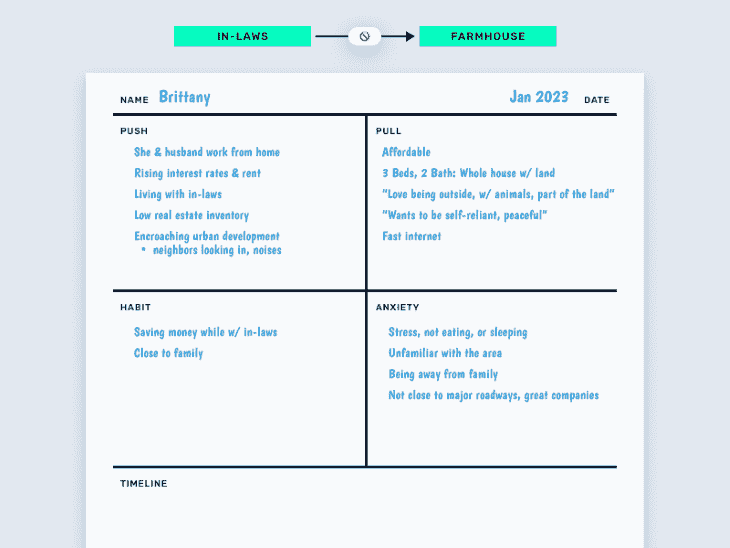 IN-LAWS
FARMHOUSE
NAME Brittany
Jan 2023 DATE
PUSH
She & husband work from home
Rising interest rates & rent
Living with in-laws
Low real estate inventory
Encroaching urban development
• neighbors looking in, noises
PULL
Affordable
3 Beds, 2 Bath: Whole house w/ land
"Love being outside, w/ animals, part of the land"
"Wants to be self-reliant, peaceful"
Fast internet
HABIT
Saving money while w/ in-laws
Close to family
ANXIETY
Stress, not eating, or sleeping
Unfamiliar with the area
Being away from family
Not close to major roadways, great companies
TIMELINE